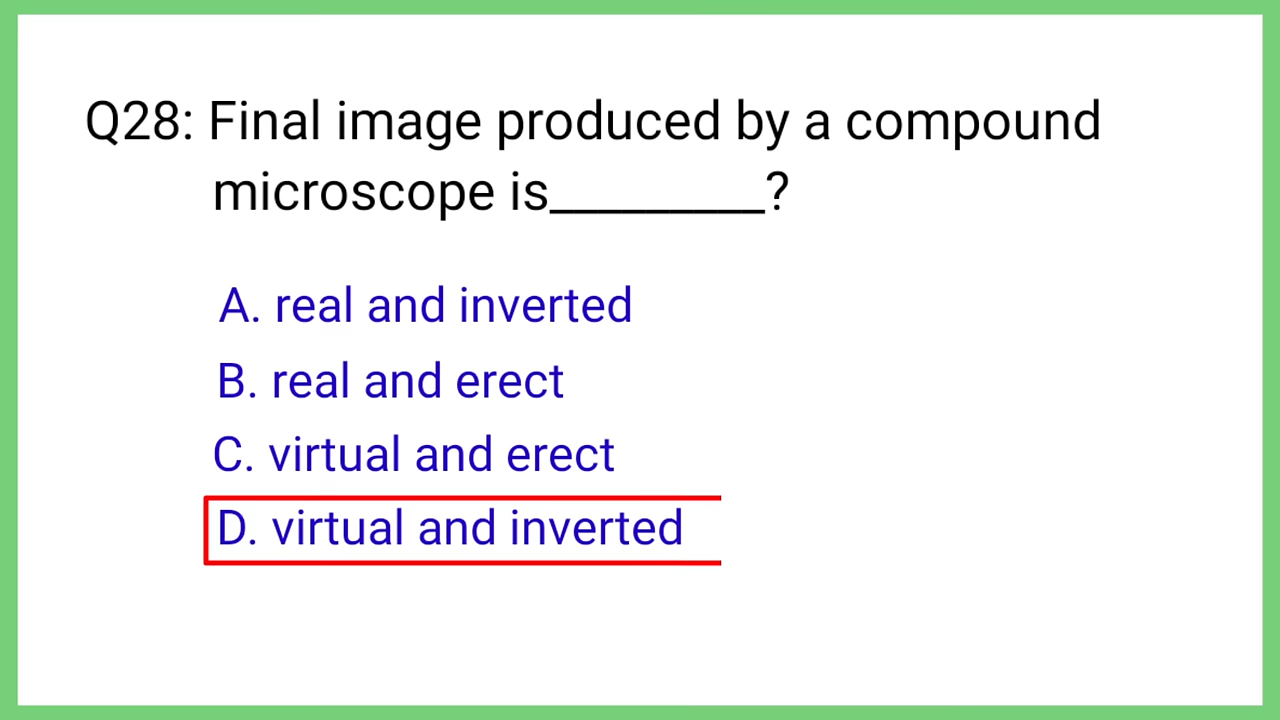 Q28: Final image produced by a compound
microscope is_________?
A. real and inverted
B. real and erect
C. virtual and erect
D. virtual and inverted